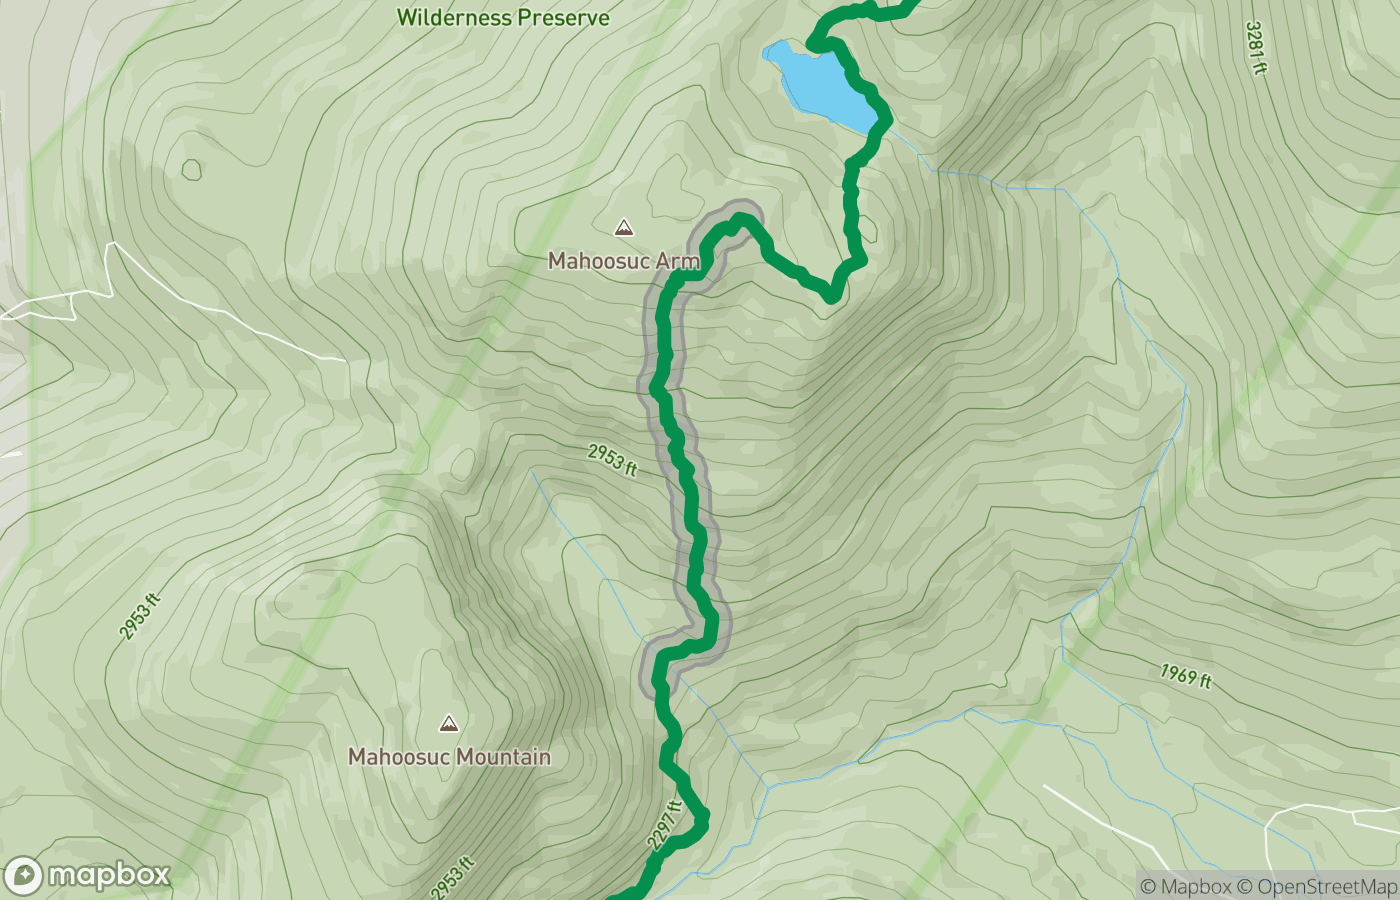 Wilderness Preserve
3281 ft
Mahoosuc Arm
2953 ft
2953 ft
1969 ft
Mahoosuc Mountain
2297 ft
2953 ft
mapbox
© Mapbox © OpenStreetMap